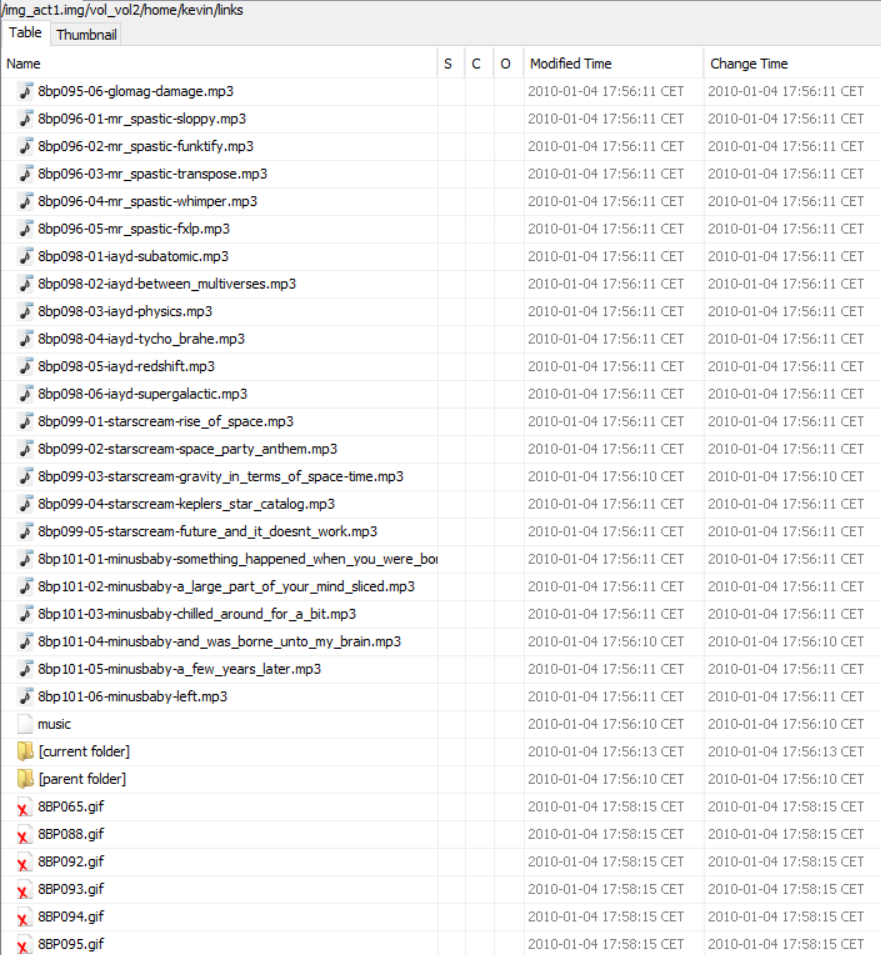 /img_act1.img/vol_vol2/home/kevin/links
Table Thumbnail
Name S C O Modified Time Change Time
8bp095-06-glomag-damage.mp3 2010-01-04 17:56:11 CET 2010-01-04 17:56:11 CET
8bp096-01-mr_spastic-sloppy.mp3 2010-01-04 17:56:11 CET 2010-01-04 17:56:11 CET
8bp096-02-mr_spastic-funktify.mp3 2010-01-04 17:56:11 CET 2010-01-04 17:56:11 CET
8bp096-03-mr_spastic-transpose.mp3 2010-01-04 17:56:11 CET 2010-01-04 17:56:11 CET
8bp096-04-mr_spastic-whimper.mp3 2010-01-04 17:56:11 CET 2010-01-04 17:56:11 CET
8bp096-05-mr_spastic-fxlp.mp3 2010-01-04 17:56:11 CET 2010-01-04 17:56:11 CET
8bp098-01-iayd-subatomic.mp3 2010-01-04 17:56:11 CET 2010-01-04 17:56:11 CET
8bp098-02-iayd-between_multiverses.mp3 2010-01-04 17:56:11 CET 2010-01-04 17:56:11 CET
8bp098-03-iayd-physics.mp3 2010-01-04 17:56:11 CET 2010-01-04 17:56:11 CET
8bp098-04-iayd-tycho_brahe.mp3 2010-01-04 17:56:11 CET 2010-01-04 17:56:11 CET
8bp098-05-iayd-redshift.mp3 2010-01-04 17:56:11 CET 2010-01-04 17:56:11 CET
8bp098-06-iayd-supergalactic.mp3 2010-01-04 17:56:11 CET 2010-01-04 17:56:11 CET
8bp099-01-starscream-rise_of_space.mp3 2010-01-04 17:56:11 CET 2010-01-04 17:56:11 CET
8bp099-02-starscream-space_party_anthem.mp3 2010-01-04 17:56:11 CET 2010-01-04 17:56:11 CET
8bp099-03-starscream-gravity_in_terms_of_space-time.mp3 2010-01-04 17:56:10 CET 2010-01-04 17:56:10 CET
8bp099-04-starscream-keplers_star_catalog.mp3 2010-01-04 17:56:11 CET 2010-01-04 17:56:11 CET
8bp099-05-starscream-future_and_it_doesnt_work.mp3 2010-01-04 17:56:11 CET 2010-01-04 17:56:11 CET
8bp101-01-minusbaby-something_happened_when_you_were_bo 2010-01-04 17:56:11 CET 2010-01-04 17:56:11 CET
8bp101-02-minusbaby-a_large_part_of_your_mind_sliced.mp3 2010-01-04 17:56:11 CET 2010-01-04 17:56:11 CET
8bp101-03-minusbaby-chilled_around_for_a_bit.mp3 2010-01-04 17:56:11 CET 2010-01-04 17:56:11 CET
8bp101-04-minusbaby-and_was_borne_unto_my_brain.mp3 2010-01-04 17:56:10 CET 2010-01-04 17:56:10 CET
8bp101-05-minusbaby-a_few_years_later.mp3 2010-01-04 17:56:11 CET 2010-01-04 17:56:11 CET
8bp101-06-minusbaby-left.mp3 2010-01-04 17:56:11 CET 2010-01-04 17:56:11 CET
music 2010-01-04 17:56:10 CET 2010-01-04 17:56:10 CET
[current folder] 2010-01-04 17:56:13 CET 2010-01-04 17:56:13 CET
[parent folder] 2010-01-04 17:56:10 CET 2010-01-04 17:56:10 CET
8BP065.gif 2010-01-04 17:58:15 CET 2010-01-04 17:58:15 CET
8BP088.gif 2010-01-04 17:58:15 CET 2010-01-04 17:58:15 CET
8BP092.gif 2010-01-04 17:58:15 CET 2010-01-04 17:58:15 CET
8BP093.gif 2010-01-04 17:58:15 CET 2010-01-04 17:58:15 CET
8BP094.gif 2010-01-04 17:58:15 CET 2010-01-04 17:58:15 CET
8BP095.gif 2010-01-04 17:58:15 CET 2010-01-04 17:58:15 CET